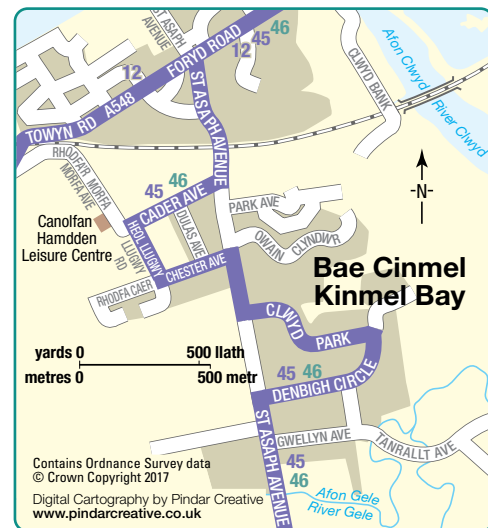 ST ASAPH
AVENUE
FORYD ROAD
12
45
46
12
TOWYN RD A548
ST ASAPH AVENUE
CLWYD BANK
Afon Clwyd
River Clwyd
RHODFAIR MORFA
MORFA AVE
-N-
45
46
CADER AVE
PARK AVE
Canolfan
Hamdden
Leisure Centre
HEOL LLUGWY
LLUGWY
RD
DULAS AVE
OWAIN GLYNDWR
CHESTER AVE
RHODFA CAER
Bae Cinmel
Kinmel Bay
CLWYD PARK
yards 0 500 llath
metres 0 500 metr
45
46
DENBIGH CIRCLE
ST ASAPH AVENUE
GWELLYN AVE
TANRALLT AVE
45
46
Afon Gele
River Gele
Contains Ordnance Survey data
© Crown Copyright 2017
Digital Cartography by Pindar Creative
www.pindarcreative.co.uk